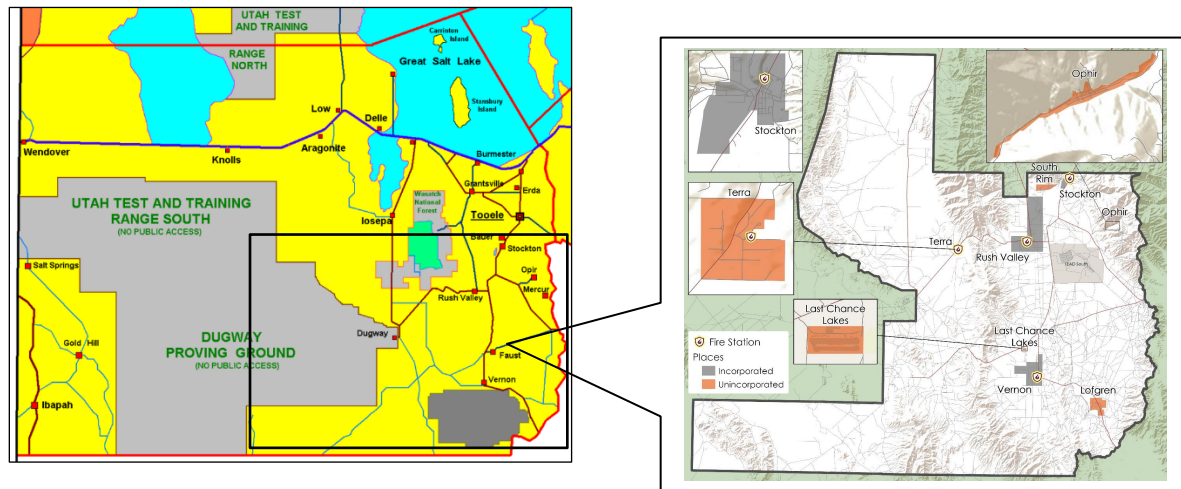 UTAH TEST
AND TRAINING
RANGE
NORTH
Carrinton
Island
Great Salt Lake
Stansbury
Island
Low
Delle
Wendover
Knolls
Aragonite
Burmester
Grantsville
Erda
Wasatch
National
Forest
UTAH TEST AND TRAINING
RANGE SOUTH
(NO PUBLIC ACCESS)
Iosepa
Tooele
Bauer
Stockton
Salt Springs
Opir
Mercur
Rush Valley
Dugway
DUGWAY
PROVING GROUND
(NO PUBLIC ACCESS)
Gold Hill
Faust
Vernon
Ibapah
Stockton
Ophir
South
Rim
Stockton
Terra
Ophir
Terra
Rush Valley
TEAD South
Last Chance
Lakes
Last Chance
Lakes
Fire Station
Places
Incorporated
Unincorporated
Vernon
Lofgren